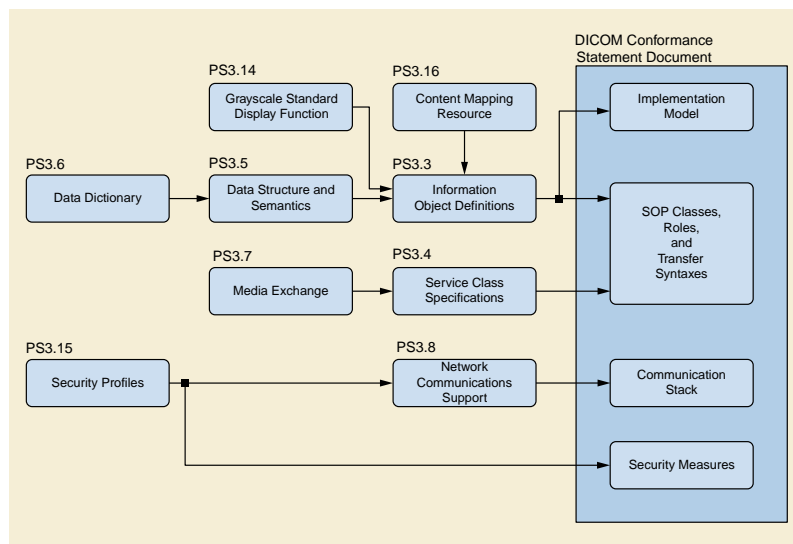 DICOM Conformance
Statement Document
PS3.14
Grayscale Standard
Display Function
PS3.16
Content Mapping
Resource
Implementation
Model
PS3.6
Data Dictionary
PS3.5
Data Structure and
Semantics
PS3.3
Information
Object Definitions
SOP Classes,
Roles,
and
Transfer
Syntaxes
PS3.7
Media Exchange
PS3.4
Service Class
Specifications
PS3.15
Security Profiles
PS3.8
Network
Communications
Support
Communication
Stack
Security Measures